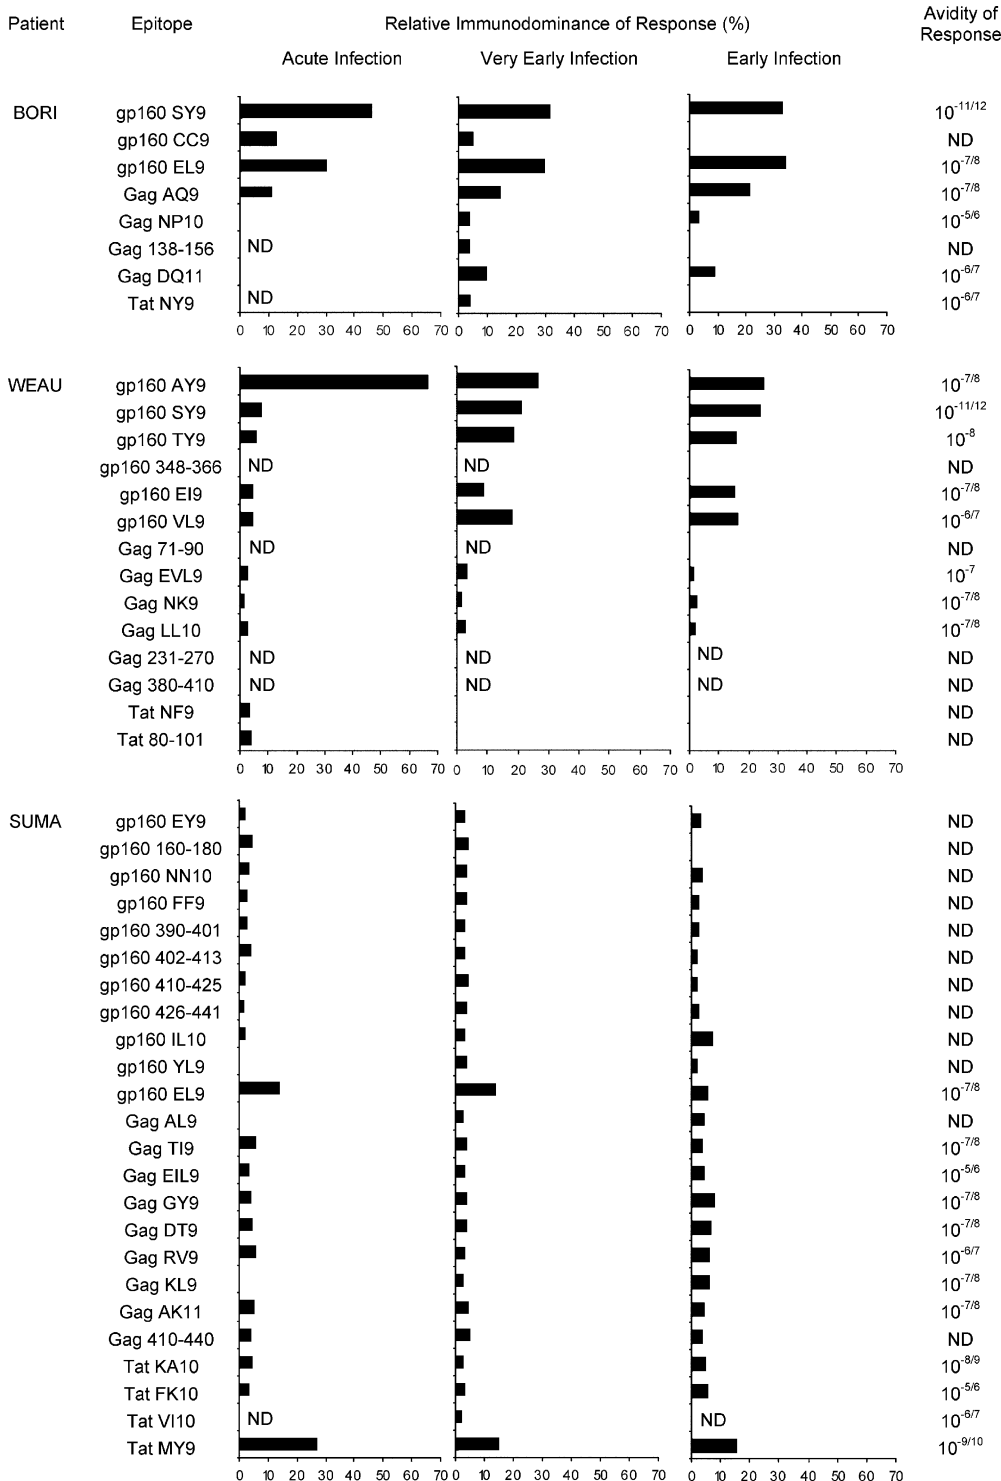 Patient Epitope Relative Immunodominance of Response (%) Avidity of Response
Acute Infection Very Early Infection Early Infection
BORI gp160 SY9 10-11/12
gp160 CC9 ND
gp160 EL9 10-7/8
Gag AQ9 10-7/8
Gag NP10 10-5/6
Gag 138-156 ND ND
Gag DQ11 10-6/7
Tat NY9 ND 10-6/7
0 10 20 30 40 50 60 70 0 10 20 30 40 50 60 70 0 10 20 30 40 50 60 70
WEAU gp160 AY9 10-7/8
gp160 SY9 10-11/12
gp160 TY9 10-8
gp160 348-366 ND ND ND
gp160 EI9 10-7/8
gp160 VL9 10-6/7
Gag 71-90 ND ND ND
Gag EVL9 10-7
Gag NK9 10-7/8
Gag LL10 10-7/8
Gag 231-270 ND ND ND ND
Gag 380-410 ND ND ND ND
Tat NF9 ND
Tat 80-101 ND
0 10 20 30 40 50 60 70 0 10 20 30 40 50 60 70 0 10 20 30 40 50 60 70
SUMA gp160 EY9 ND
gp160 160-180 ND
gp160 NN10 ND
gp160 FF9 ND
gp160 390-401 ND
gp160 402-413 ND
gp160 410-425 ND
gp160 426-441 ND
gp160 IL10 ND
gp160 YL9 ND
gp160 EL9 10-7/8
Gag AL9 ND
Gag TI9 10-7/8
Gag EIL9 10-5/6
Gag GY9 10-7/8
Gag DT9 10-7/8
Gag RV9 10-6/7
Gag KL9 10-7/8
Gag AK11 10-7/8
Gag 410-440 ND
Tat KA10 10-8/9
Tat FK10 10-5/6
Tat VI10 ND ND 10-6/7
Tat MY9 10-9/10
0 10 20 30 40 50 60 70 0 10 20 30 40 50 60 70 0 10 20 30 40 50 60 70